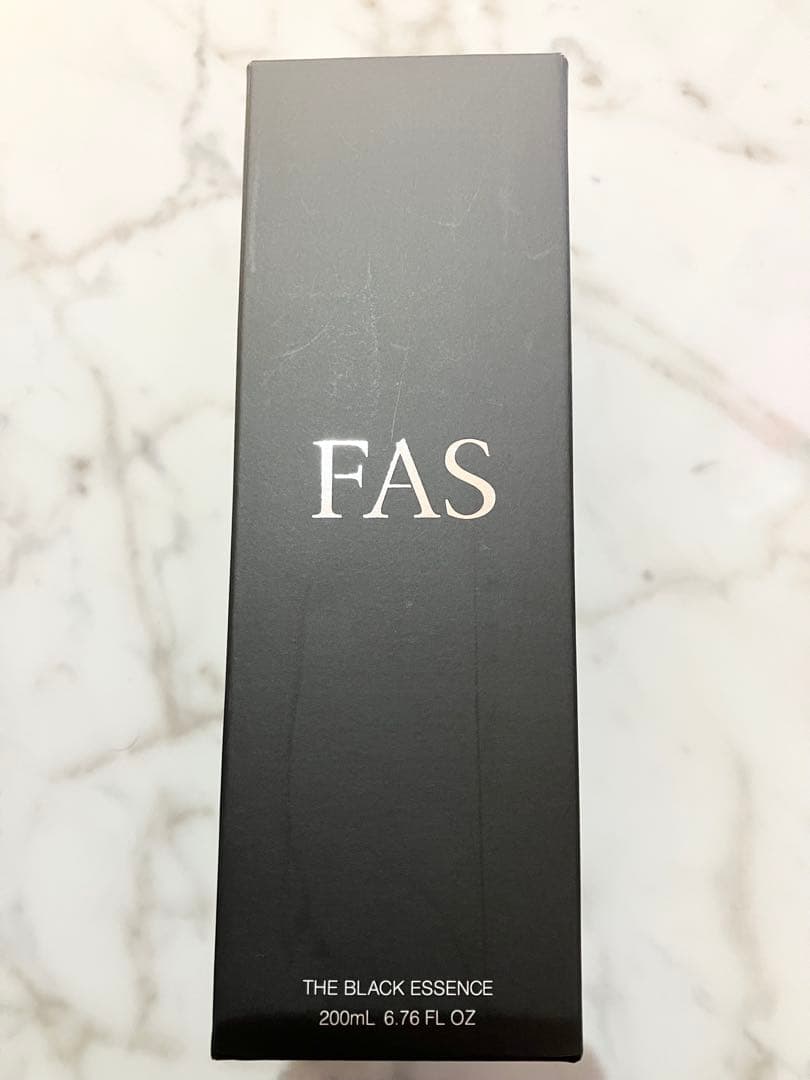 FAS
THE BLACK ESSENCE
200mL 6.76 FL OZ